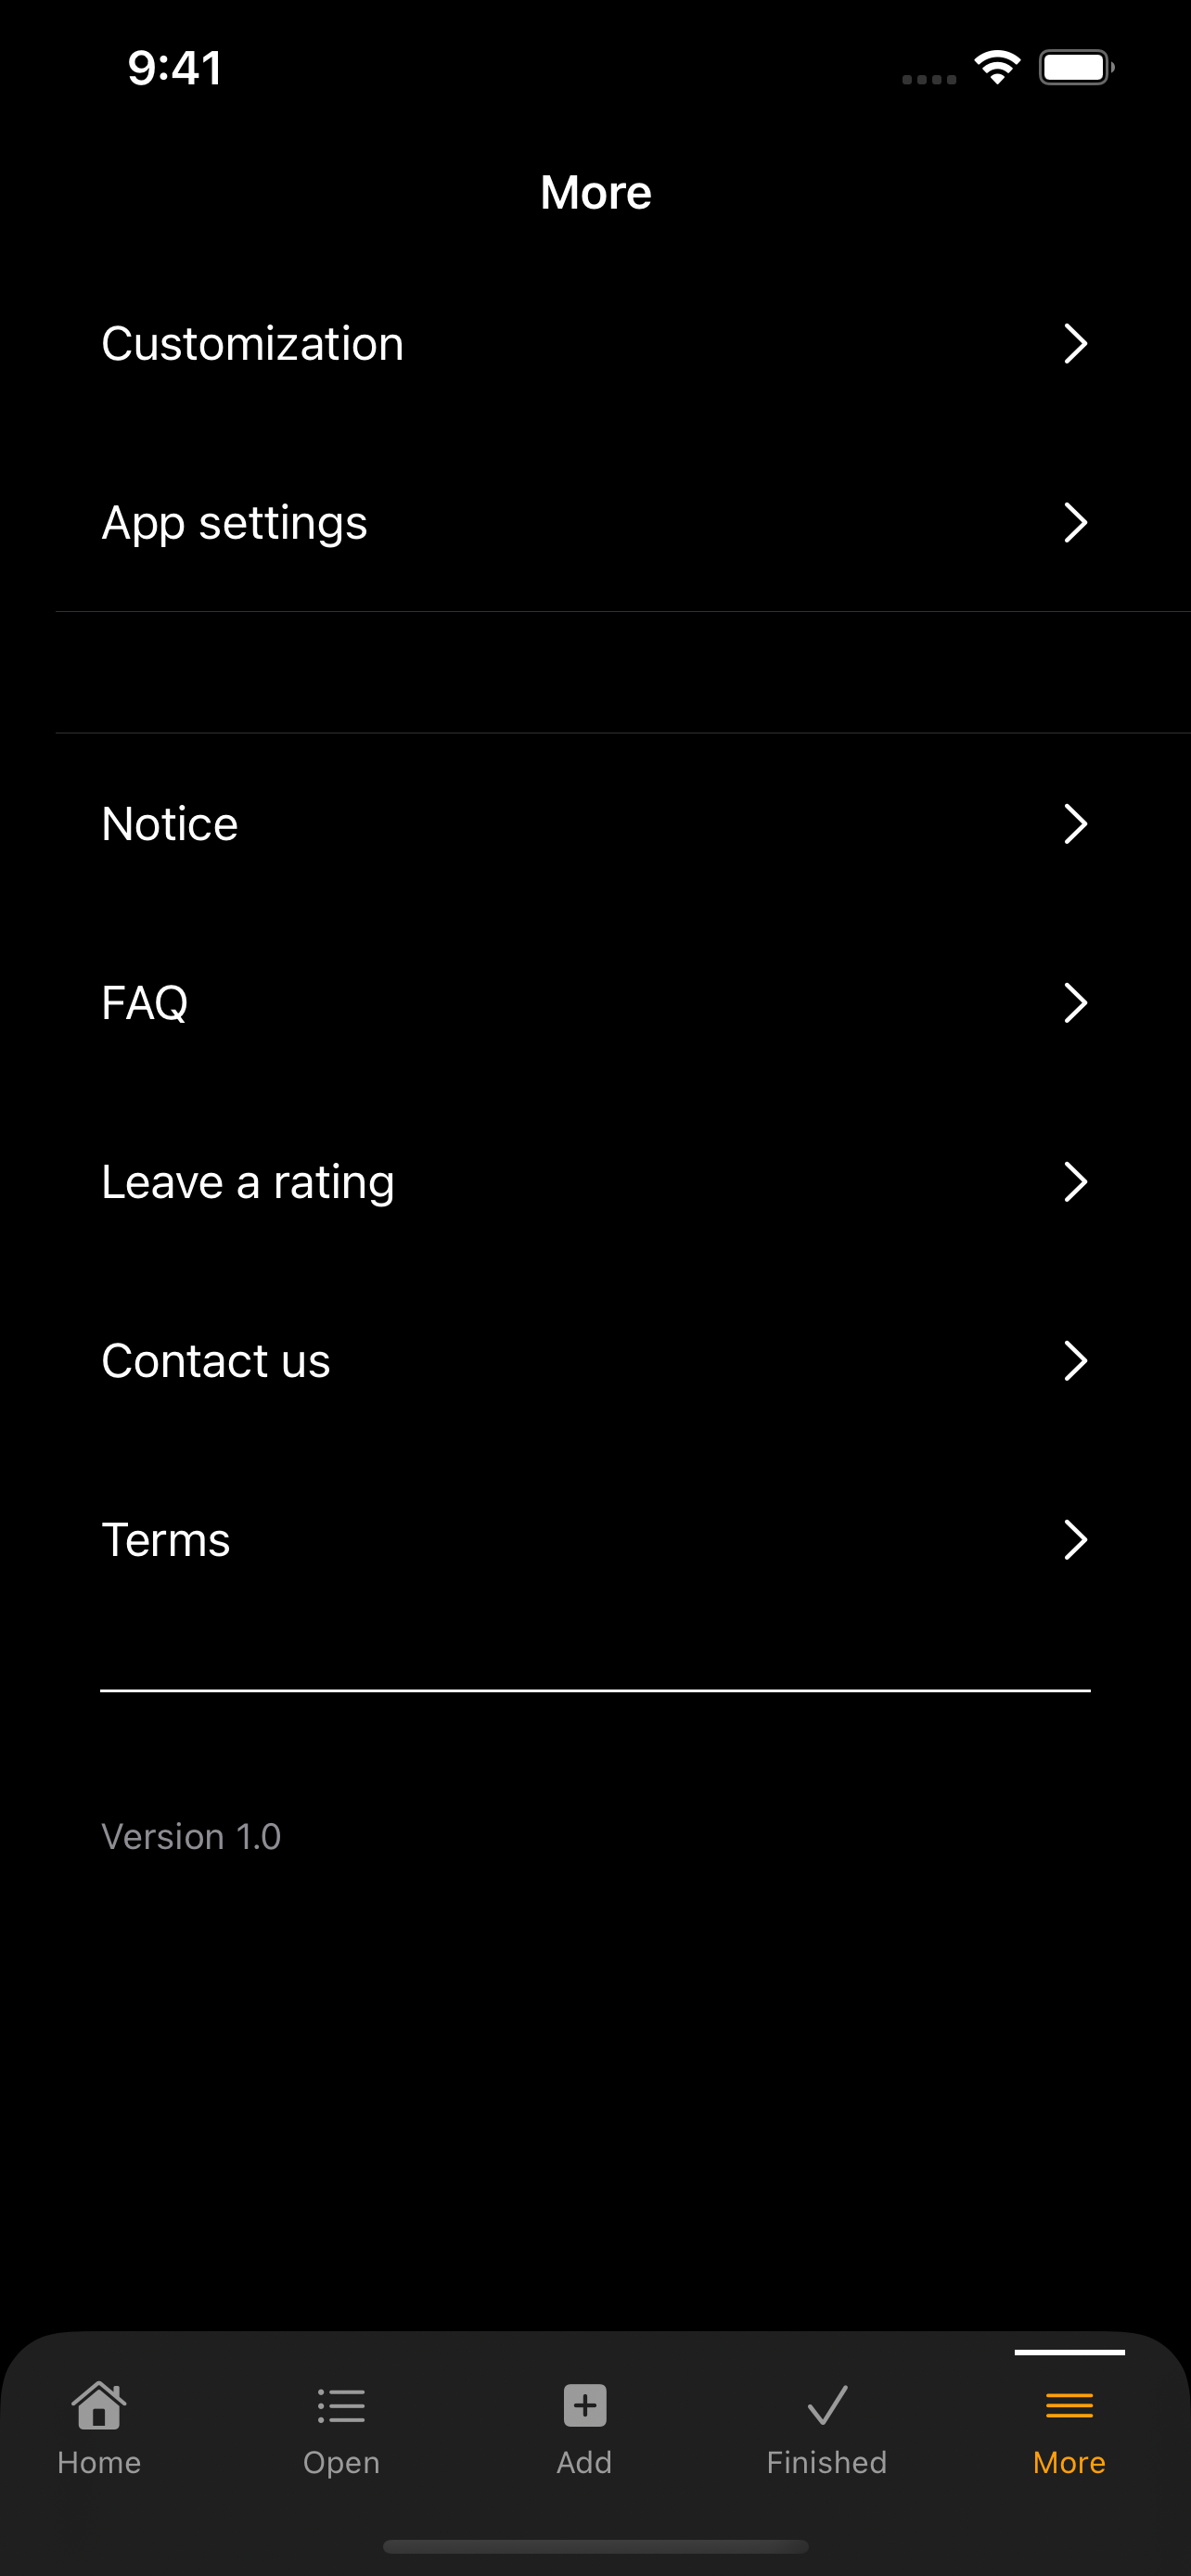 9:41
More
Customization
App settings
Notice
FAQ
Leave a rating
Contact us
Terms
Version 1.0
Home
Open
Add
Finished
More